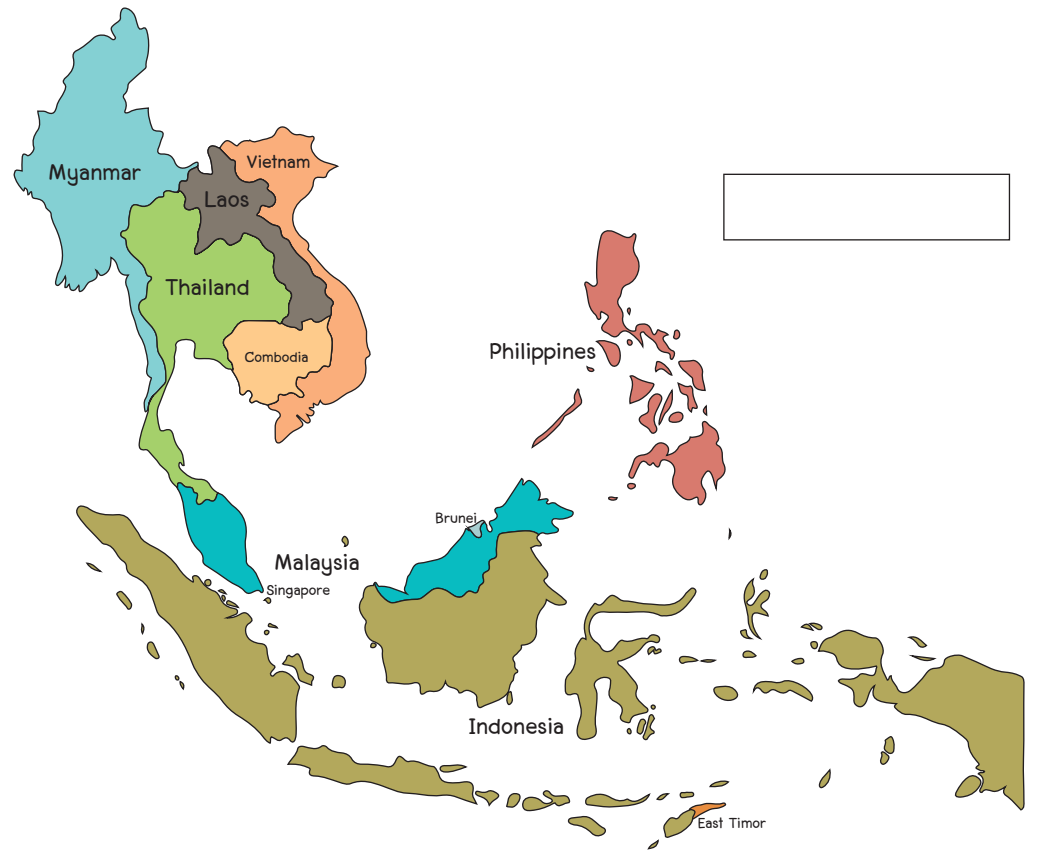 Vietnam
Myanmar
Laos
Thailand
Philippines
Combodia
Brunei
Malaysia
Singapore
Indonesia
East Timor